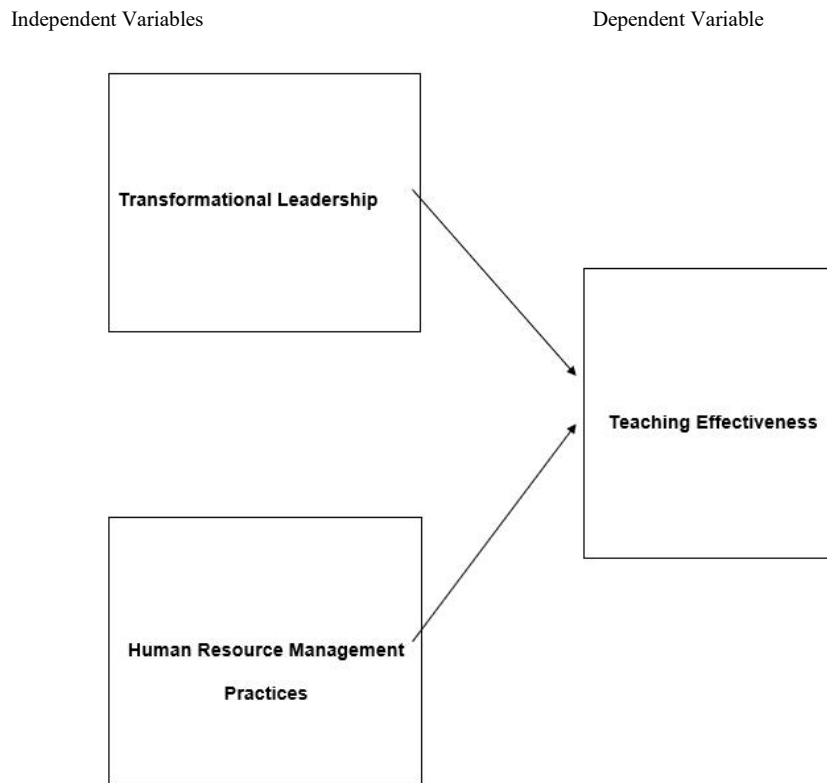 Independent Variables
Dependent Variable
Transformational Leadership
Teaching Effectiveness
Human Resource Management
Practices